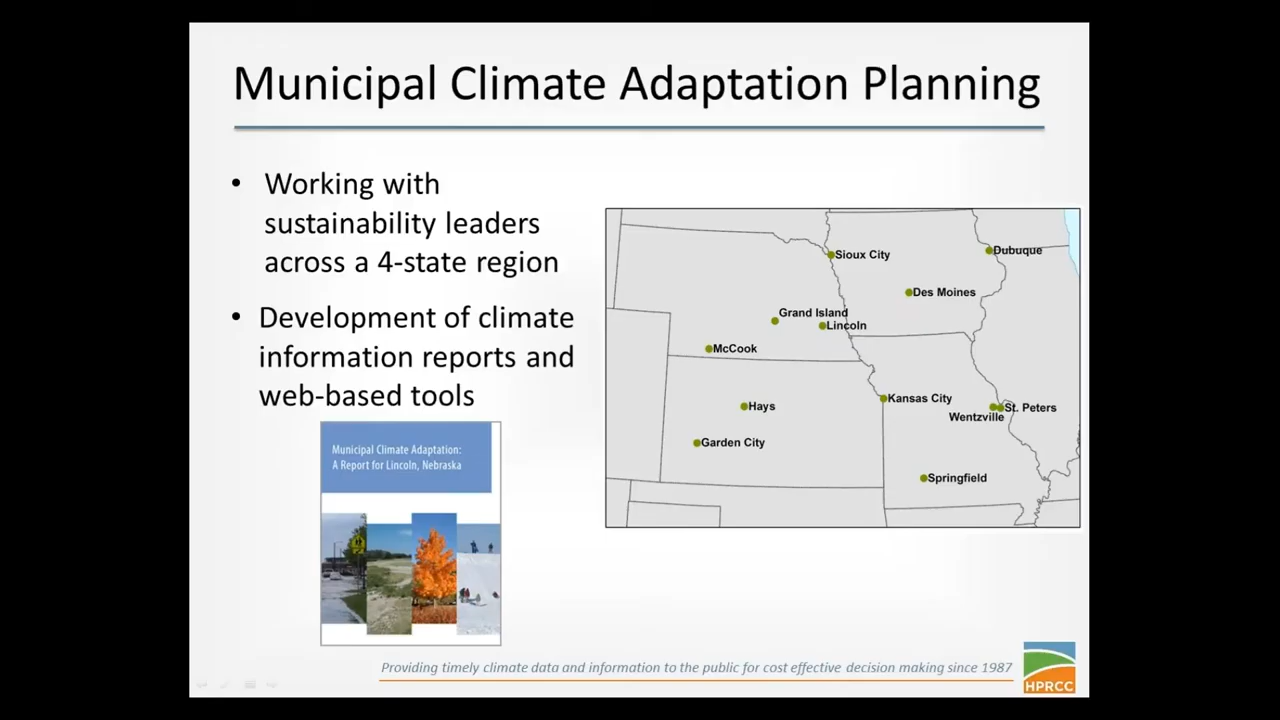 Municipal Climate Adaptation Planning
• Working with
sustainability leaders
across a 4-state region
• Development of climate
information reports and
web-based tools
Municipal Climate Adaptation:
A Report for Lincoln, Nebraska
Sioux City
Dubuque
Des Moines
Grand Island
Lincoln
McCook
Hays
Kansas City
St. Peters
Wentzville
Garden City
Springfield
Providing timely climate data and information to the public for cost effective decision making since 1987
HPRCC